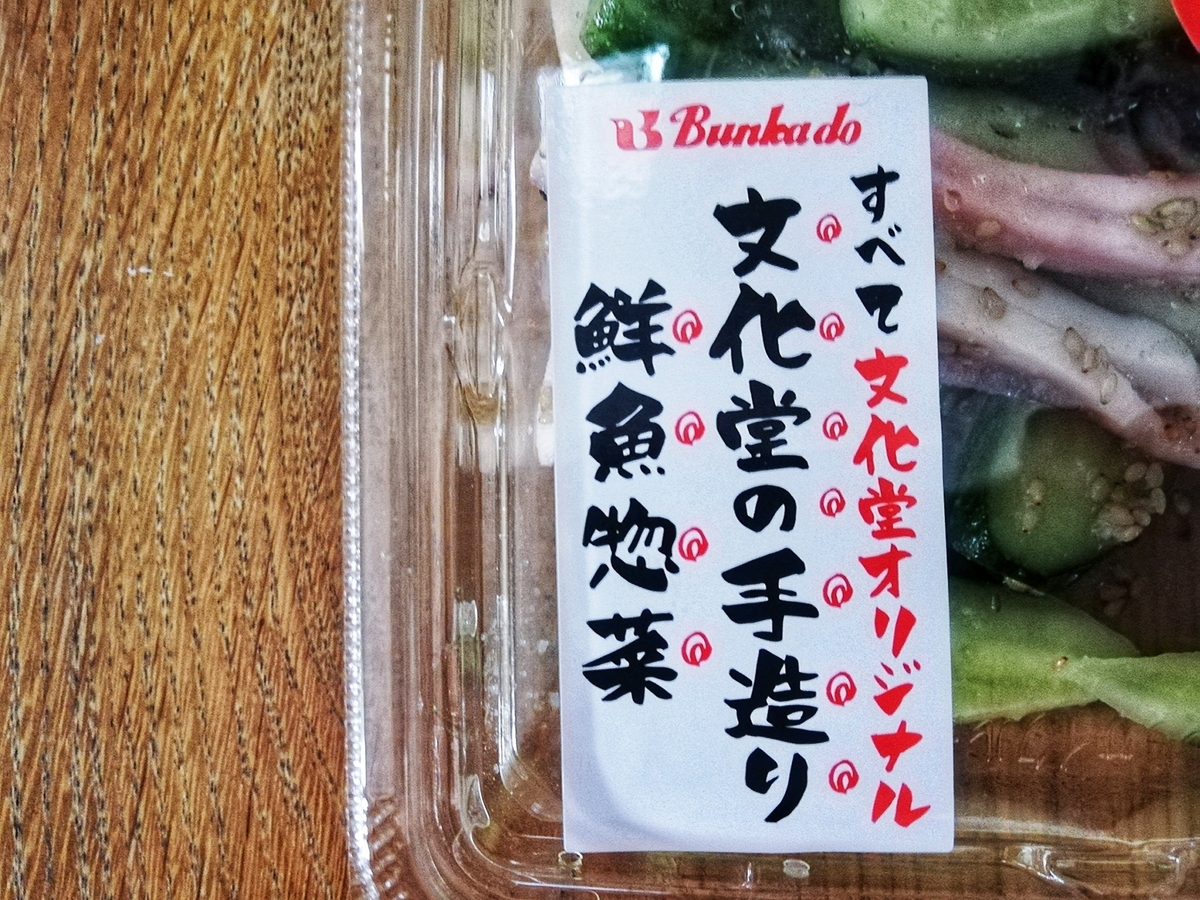 Bunkado
すべて文化堂オリジナル
文化堂の手造り
鮮魚惣菜